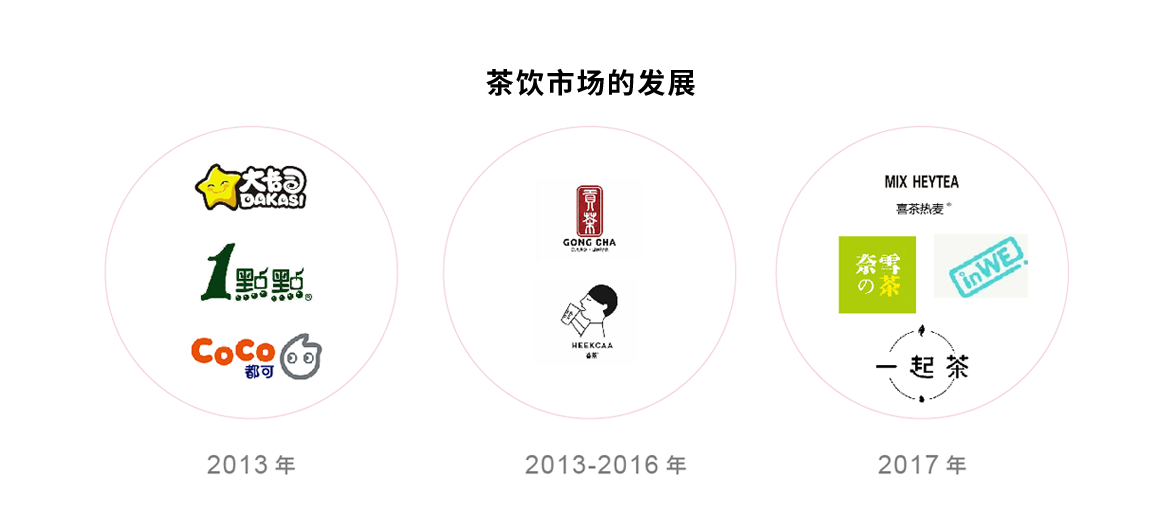 茶饮市场的发展
大卡司
DAKASI
1點點®
CoCo
都可
2013 年
貢茶
GONG CHA
HEEKCAA
喜茶
2013-2016 年
MIX HEYTEA
喜茶热麦®
奈雪
の茶
inWE
一起茶
2017 年